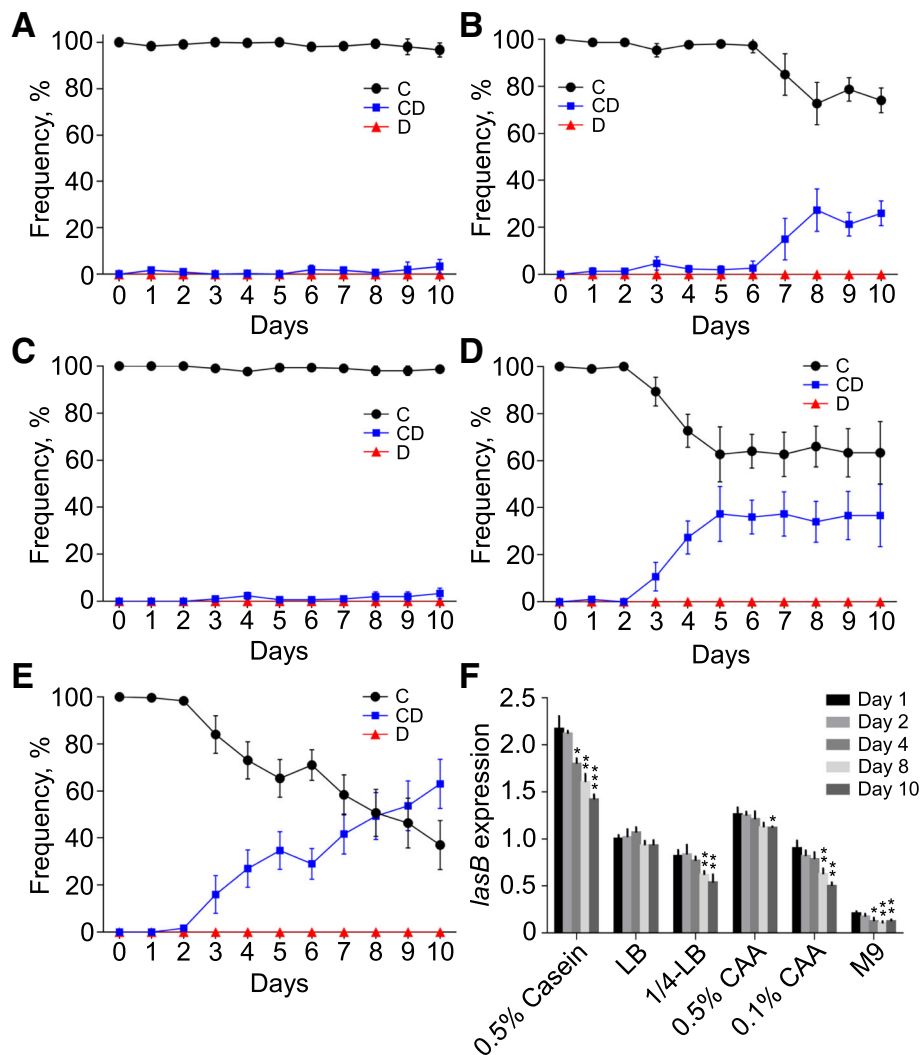 A
Frequency, %
100
80
60
40
20
0
C
CD
D
0 1 2 3 4 5 6 7 8 9 10
Days
B
Frequency, %
100
80
60
40
20
0
C
CD
D
0 1 2 3 4 5 6 7 8 9 10
Days
C
Frequency, %
100
80
60
40
20
0
C
CD
D
0 1 2 3 4 5 6 7 8 9 10
Days
D
Frequency, %
100
80
60
40
20
0
C
CD
D
0 1 2 3 4 5 6 7 8 9 10
Days
E
Frequency, %
100
80
60
40
20
0
C
CD
D
0 1 2 3 4 5 6 7 8 9 10
Days
F
lasB expression
2.5
2.0
1.5
1.0
0.5
0
Day 1
Day 2
Day 4
Day 8
Day 10
* ** ***
** **
*
** **
* ** **
0.5% Casein
LB
1/4-LB
0.5% CAA
0.1% CAA
M9